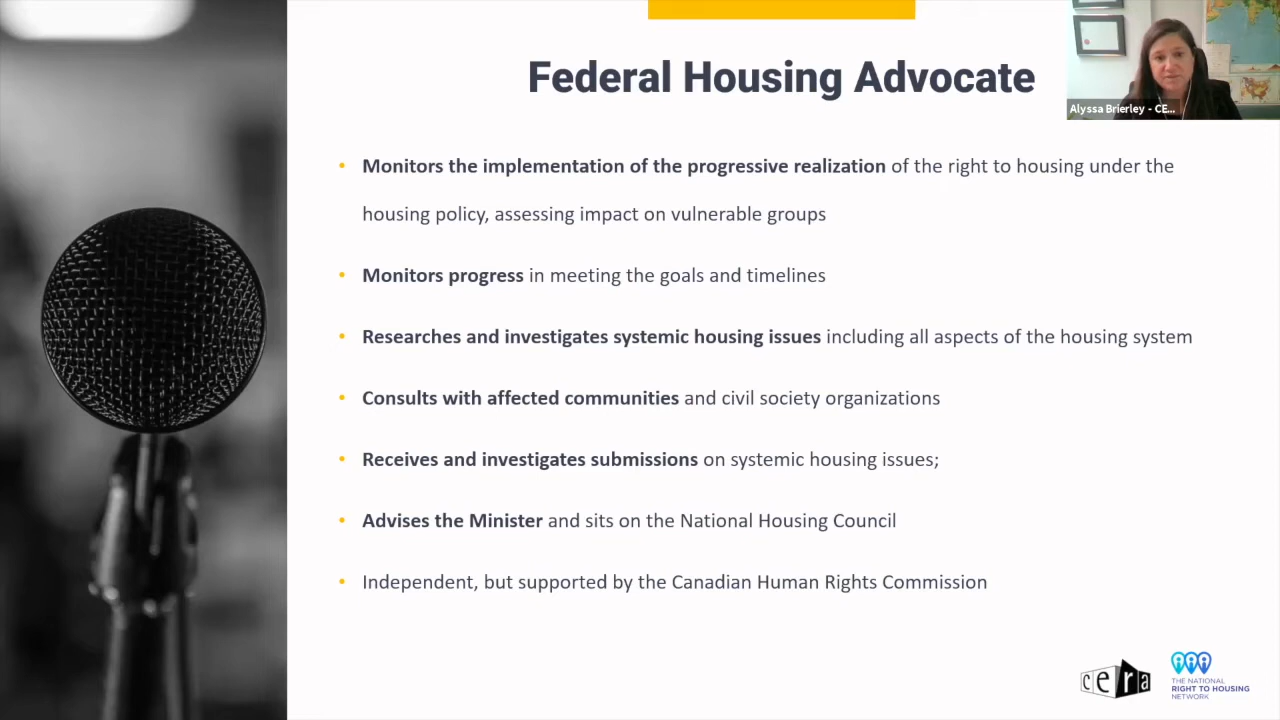 Federal Housing Advocate
Alyssa Brierley - CE...
• Monitors the implementation of the progressive realization of the right to housing under the
housing policy, assessing impact on vulnerable groups
• Monitors progress in meeting the goals and timelines
• Researches and investigates systemic housing issues including all aspects of the housing system
• Consults with affected communities and civil society organizations
• Receives and investigates submissions on systemic housing issues;
• Advises the Minister and sits on the National Housing Council
• Independent, but supported by the Canadian Human Rights Commission
cera
THE NATIONAL
RIGHT TO HOUSING
NETWORK